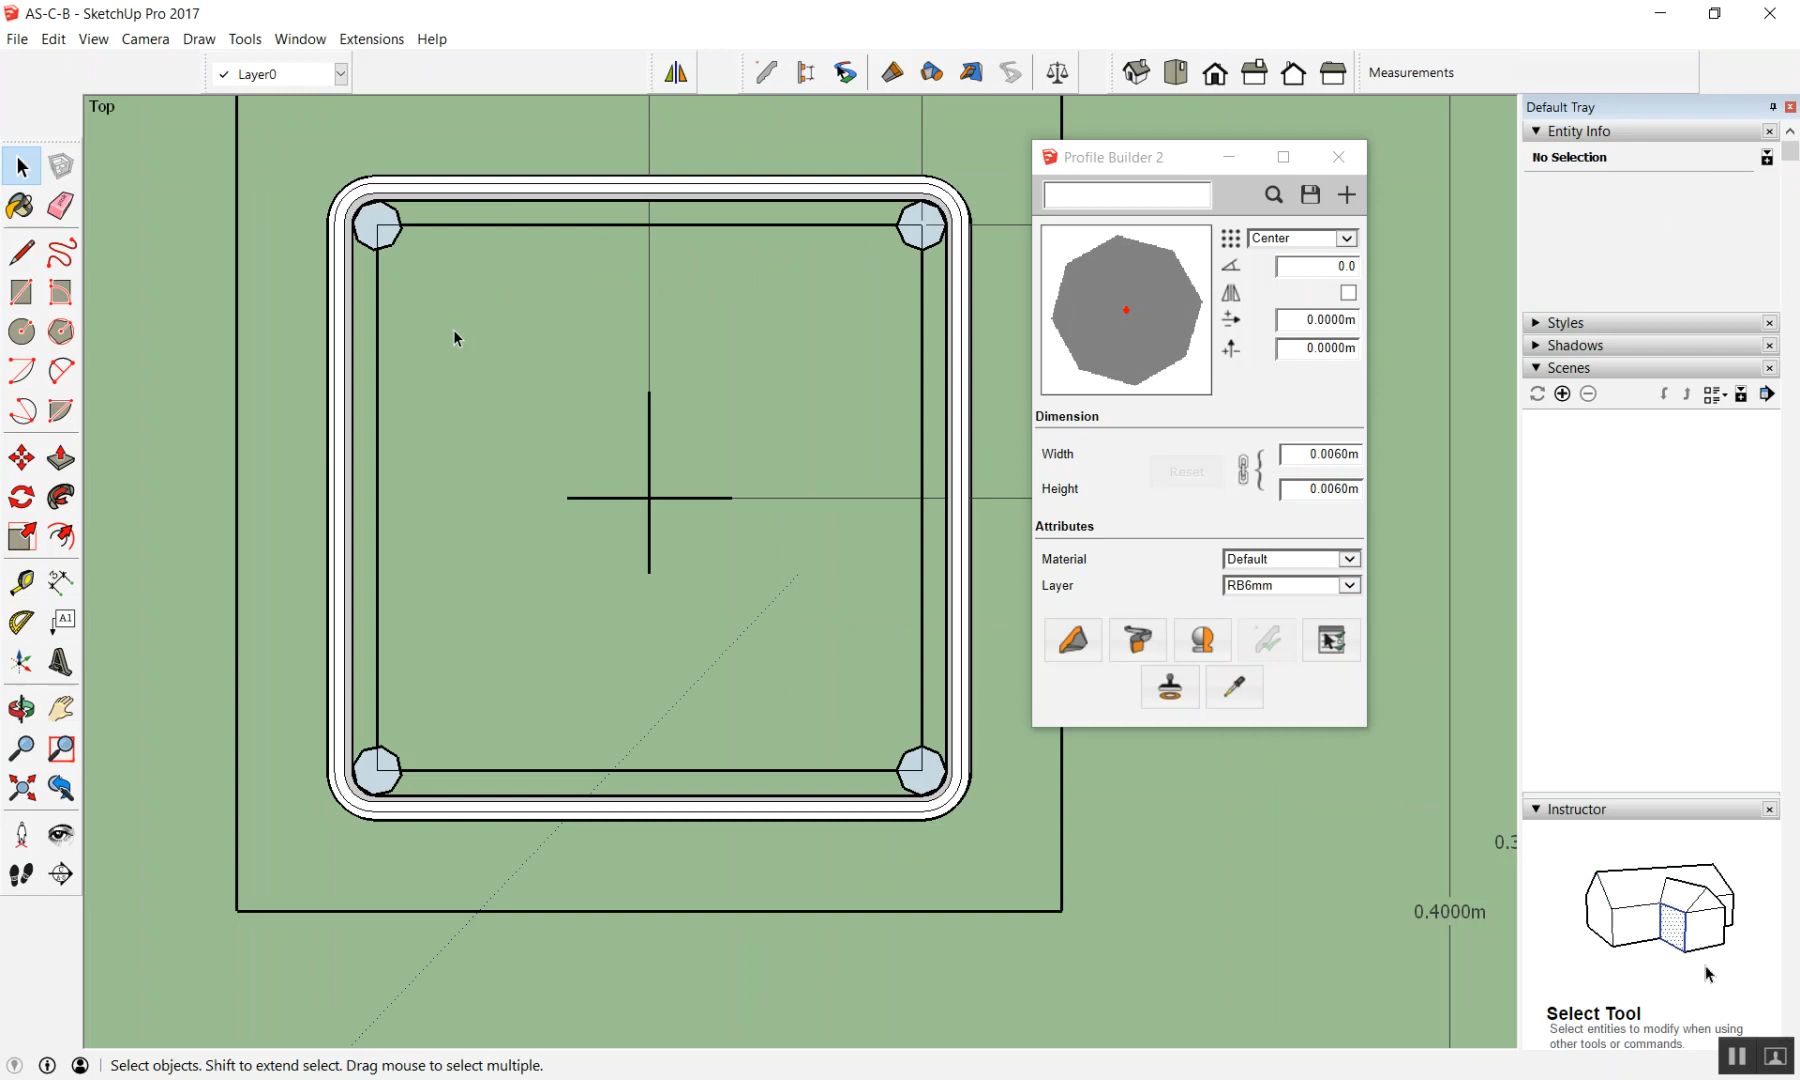 AS-C-B - SketchUp Pro 2017
File Edit View Camera Draw Tools Window Extensions Help
Layer0
Measurements
Top
Default Tray
Entity Info
No Selection
Profile Builder 2
Center
0.0
0.0000m
0.0000m
Dimension
Width 0.0060m
Reset
Height 0.0060m
Attributes
Material Default
Layer RB6mm
Styles
Shadows
Scenes
A1
Instructor
0.3
0.4000m
Select Tool
Select entities to modify when using
other tools or commands.
Select objects. Shift to extend select. Drag mouse to select multiple.